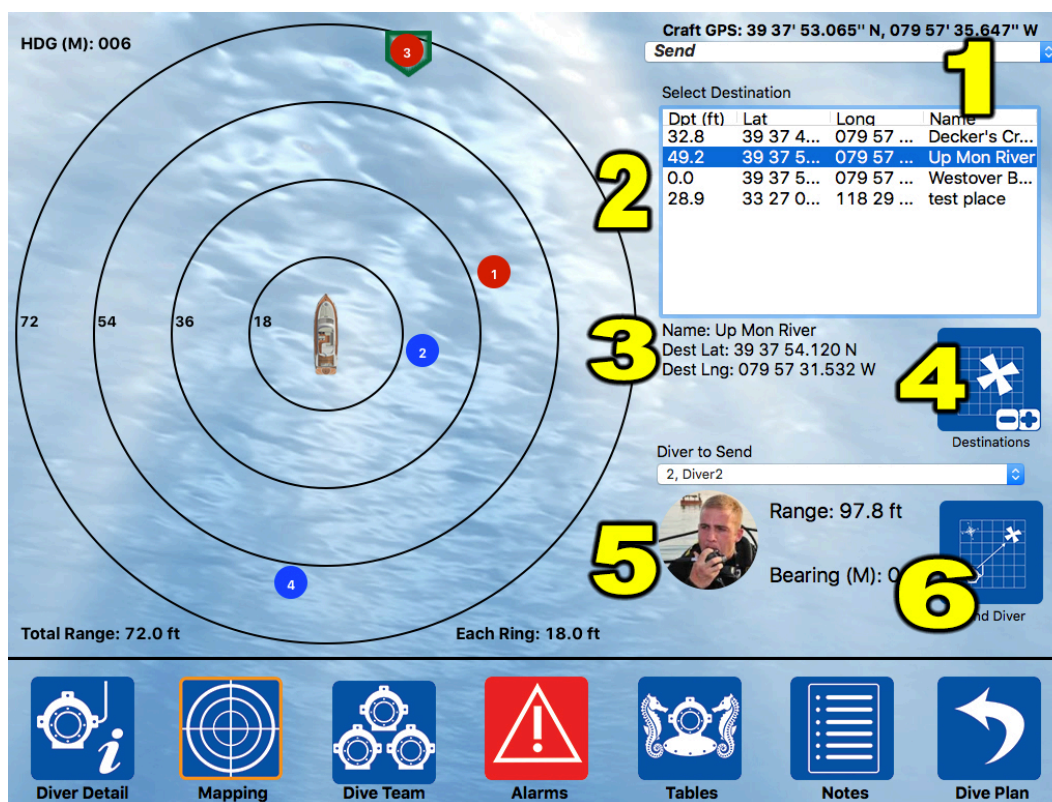 HDG (M): 006
3
1
2
4
72
54
36
18
Total Range: 72.0 ft
Each Ring: 18.0 ft
Craft GPS: 39 37' 53.065" N, 079 57' 35.647" W
Send
1
Select Destination
Dpt (ft) Lat Long Name
32.8 39 37 4... 079 57 ... Decker's Cr...
49.2 39 37 5... 079 57 ... Up Mon River
0.0 39 37 5... 079 57 ... Westover B...
28.9 33 27 0... 118 29 ... test place
2
3
Name: Up Mon River
Dest Lat: 39 37 54.120 N
Dest Lng: 079 57 31.532 W
4
Destinations
Diver to Send
2, Diver2
5
Range: 97.8 ft
Bearing (M): 0
6
nd Diver
Diver Detail
Mapping
Dive Team
Alarms
Tables
Notes
Dive Plan